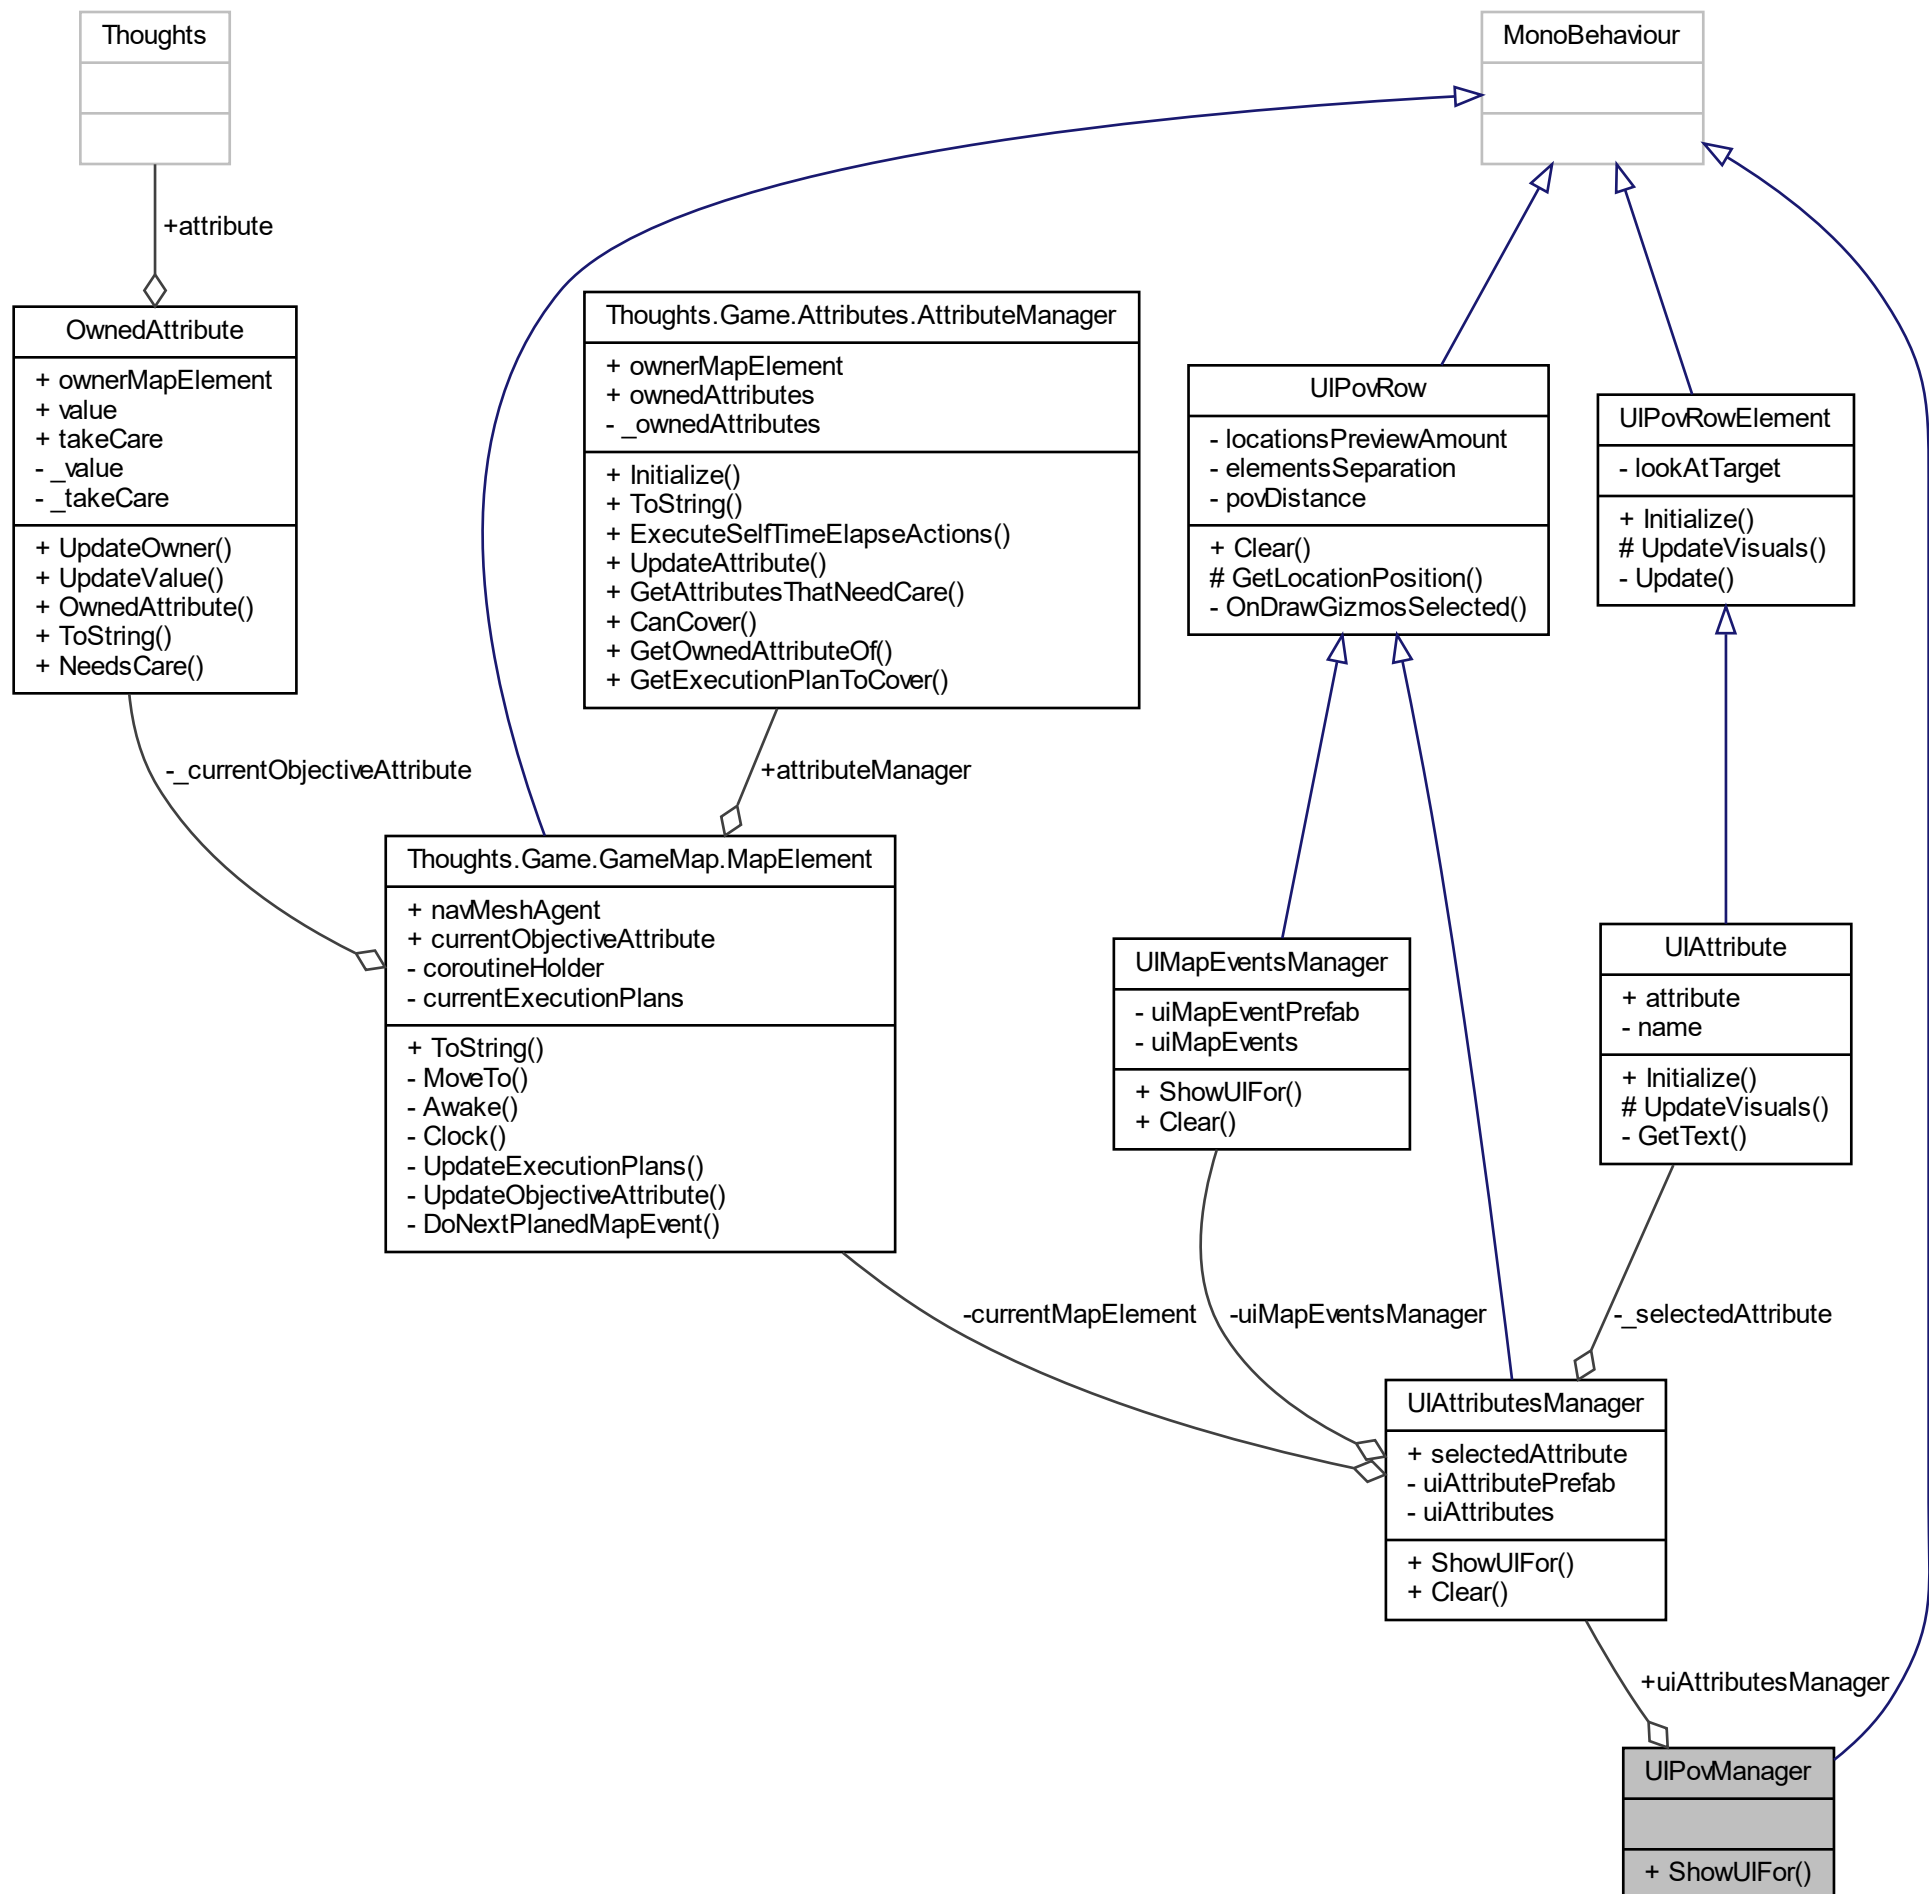 Thoughts
MonoBehaviour
+attribute
OwnedAttribute
+ ownerMapElement
+ value
+ takeCare
- _value
- _takeCare
+ UpdateOwner()
+ UpdateValue()
+ OwnedAttribute()
+ ToString()
+ NeedsCare()
Thoughts.Game.Attributes.AttributeManager
+ ownerMapElement
+ ownedAttributes
- _ownedAttributes
+ Initialize()
+ ToString()
+ ExecuteSelfTimeElapseActions()
+ UpdateAttribute()
+ GetAttributesThatNeedCare()
+ CanCover()
+ GetOwnedAttributeOf()
+ GetExecutionPlanToCover()
UIPovRow
- locationsPreviewAmount
- elementsSeparation
- povDistance
+ Clear()
# GetLocationPosition()
- OnDrawGizmosSelected()
UIPovRowElement
- lookAtTarget
+ Initialize()
# UpdateVisuals()
- Update()
-_currentObjectiveAttribute
+attributeManager
Thoughts.Game.GameMap.MapElement
+ navMeshAgent
+ currentObjectiveAttribute
- coroutineHolder
- currentExecutionPlans
+ ToString()
- MoveTo()
- Awake()
- Clock()
- UpdateExecutionPlans()
- UpdateObjectiveAttribute()
- DoNextPlanedMapEvent()
UIMapEventsManager
- uiMapEventPrefab
- uiMapEvents
+ ShowUIFor()
+ Clear()
UIAttribute
+ attribute
- name
+ Initialize()
# UpdateVisuals()
- GetText()
-currentMapElement
-uiMapEventsManager
-_selectedAttribute
UIAttributesManager
+ selectedAttribute
- uiAttributePrefab
- uiAttributes
+ ShowUIFor()
+ Clear()
+uiAttributesManager
UIPovManager
+ ShowUIFor()